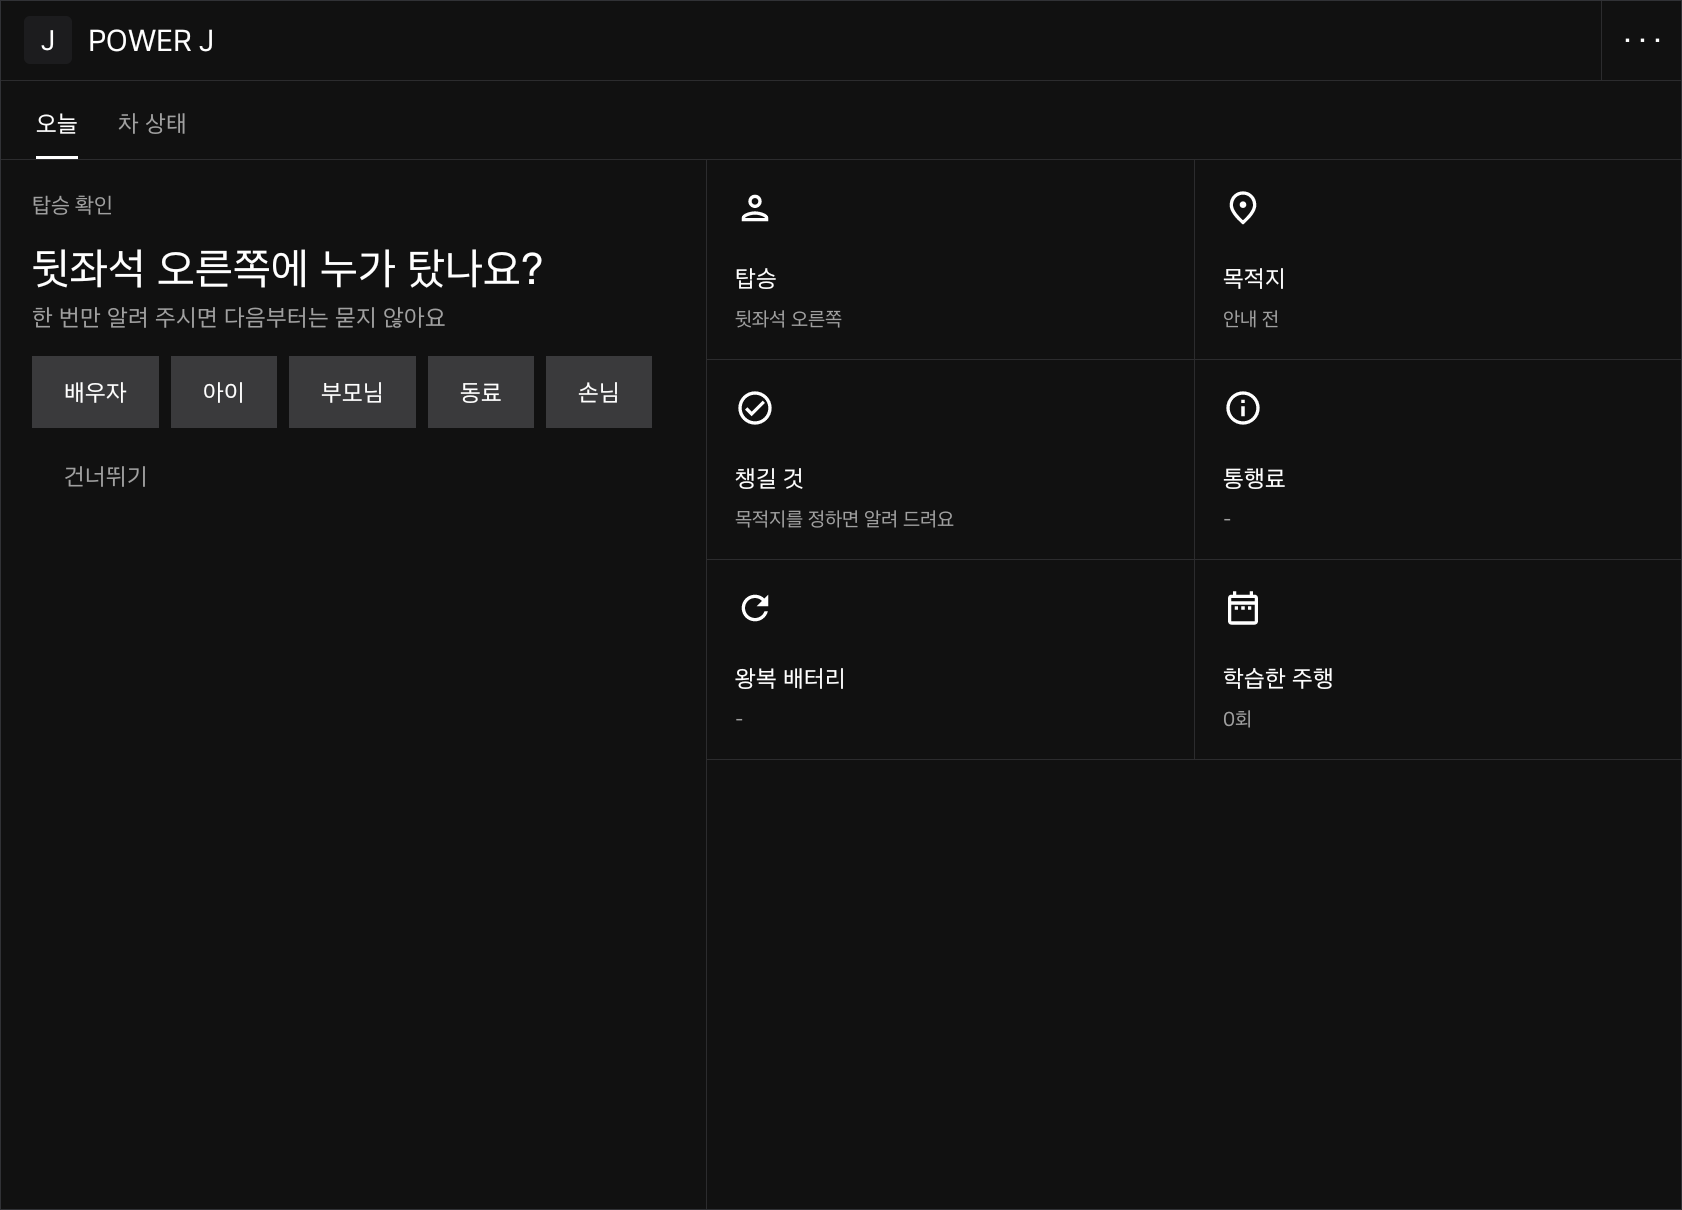 J POWER J ...
오늘 차 상태
탑승 확인
뒷좌석 오른쪽에 누가 탔나요?
한 번만 알려 주시면 다음부터는 묻지 않아요
배우자 아이 부모님 동료 손님
건너뛰기
탑승
뒷좌석 오른쪽
목적지
안내 전
챙길 것
목적지를 정하면 알려 드려요
통행료
-
왕복 배터리
-
학습한 주행
0회